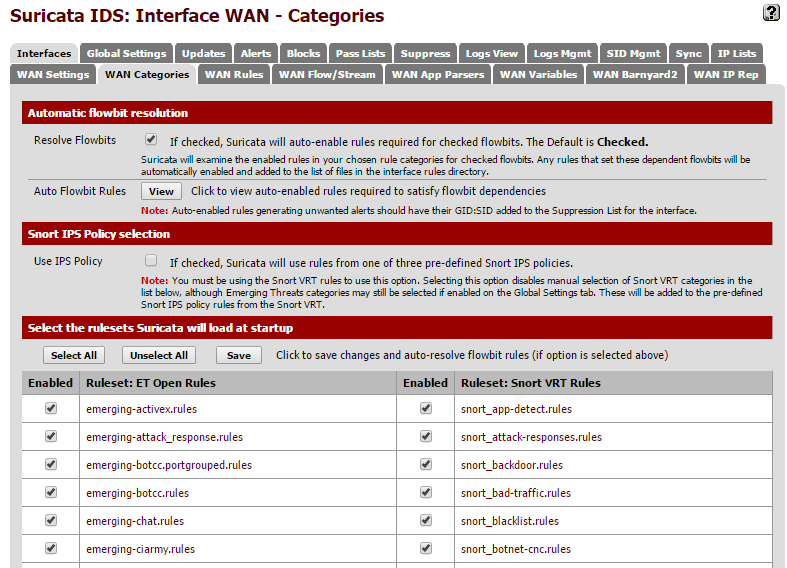 Suricata IDS: Interface WAN - Categories
?
Interfaces Global Settings Updates Alerts Blocks Pass Lists Suppress Logs View Logs Mgmt SID Mgmt Sync IP Lists
WAN Settings WAN Categories WAN Rules WAN Flow/Stream WAN App Parsers WAN Variables WAN Barnyard2 WAN IP Rep
Automatic flowbit resolution
Resolve Flowbits If checked, Suricata will auto-enable rules required for checked flowbits. The Default is Checked.
Suricata will examine the enabled rules in your chosen rule categories for checked flowbits. Any rules that set these dependent flowbits will be
automatically enabled and added to the list of files in the interface rules directory.
Auto Flowbit Rules View Click to view auto-enabled rules required to satisfy flowbit dependencies
Note: Auto-enabled rules generating unwanted alerts should have their GID:SID added to the Suppression List for the interface.
Snort IPS Policy selection
Use IPS Policy If checked, Suricata will use rules from one of three pre-defined Snort IPS policies.
Note: You must be using the Snort VRT rules to use this option. Selecting this option disables manual selection of Snort VRT categories in the
list below, although Emerging Threats categories may still be selected if enabled on the Global Settings tab. These will be added to the pre-defined
Snort IPS policy rules from the Snort VRT.
Select the rulesets Suricata will load at startup
Select All Unselect All Save Click to save changes and auto-resolve flowbit rules (if option is selected above)
Enabled Ruleset: ET Open Rules Enabled Ruleset: Snort VRT Rules
emerging-activex.rules snort_app-detect.rules
emerging-attack_response.rules snort_attack-responses.rules
emerging-botcc.portgrouped.rules snort_backdoor.rules
emerging-botcc.rules snort_bad-traffic.rules
emerging-chat.rules snort_blacklist.rules
emerging-ciarmy.rules snort_botnet-cnc.rules